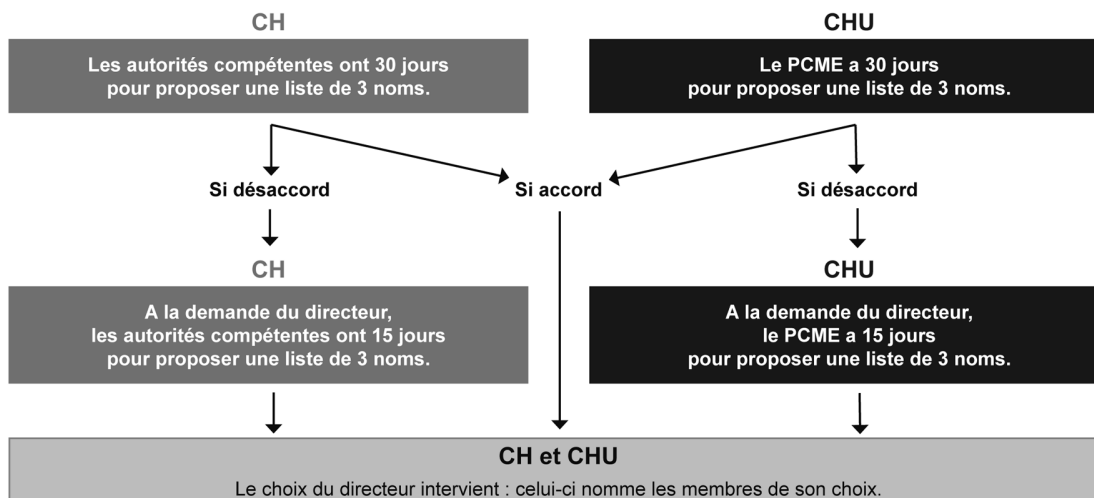 CH
CHU
Les autorités compétentes ont 30 jours
pour proposer une liste de 3 noms.
Le PCME a 30 jours
pour proposer une liste de 3 noms.
Si désaccord
Si accord
Si désaccord
CH
CHU
A la demande du directeur,
les autorités compétentes ont 15 jours
pour proposer une liste de 3 noms.
A la demande du directeur,
le PCME a 15 jours
pour proposer une liste de 3 noms.
CH et CHU
Le choix du directeur intervient : celui-ci nomme les membres de son choix.